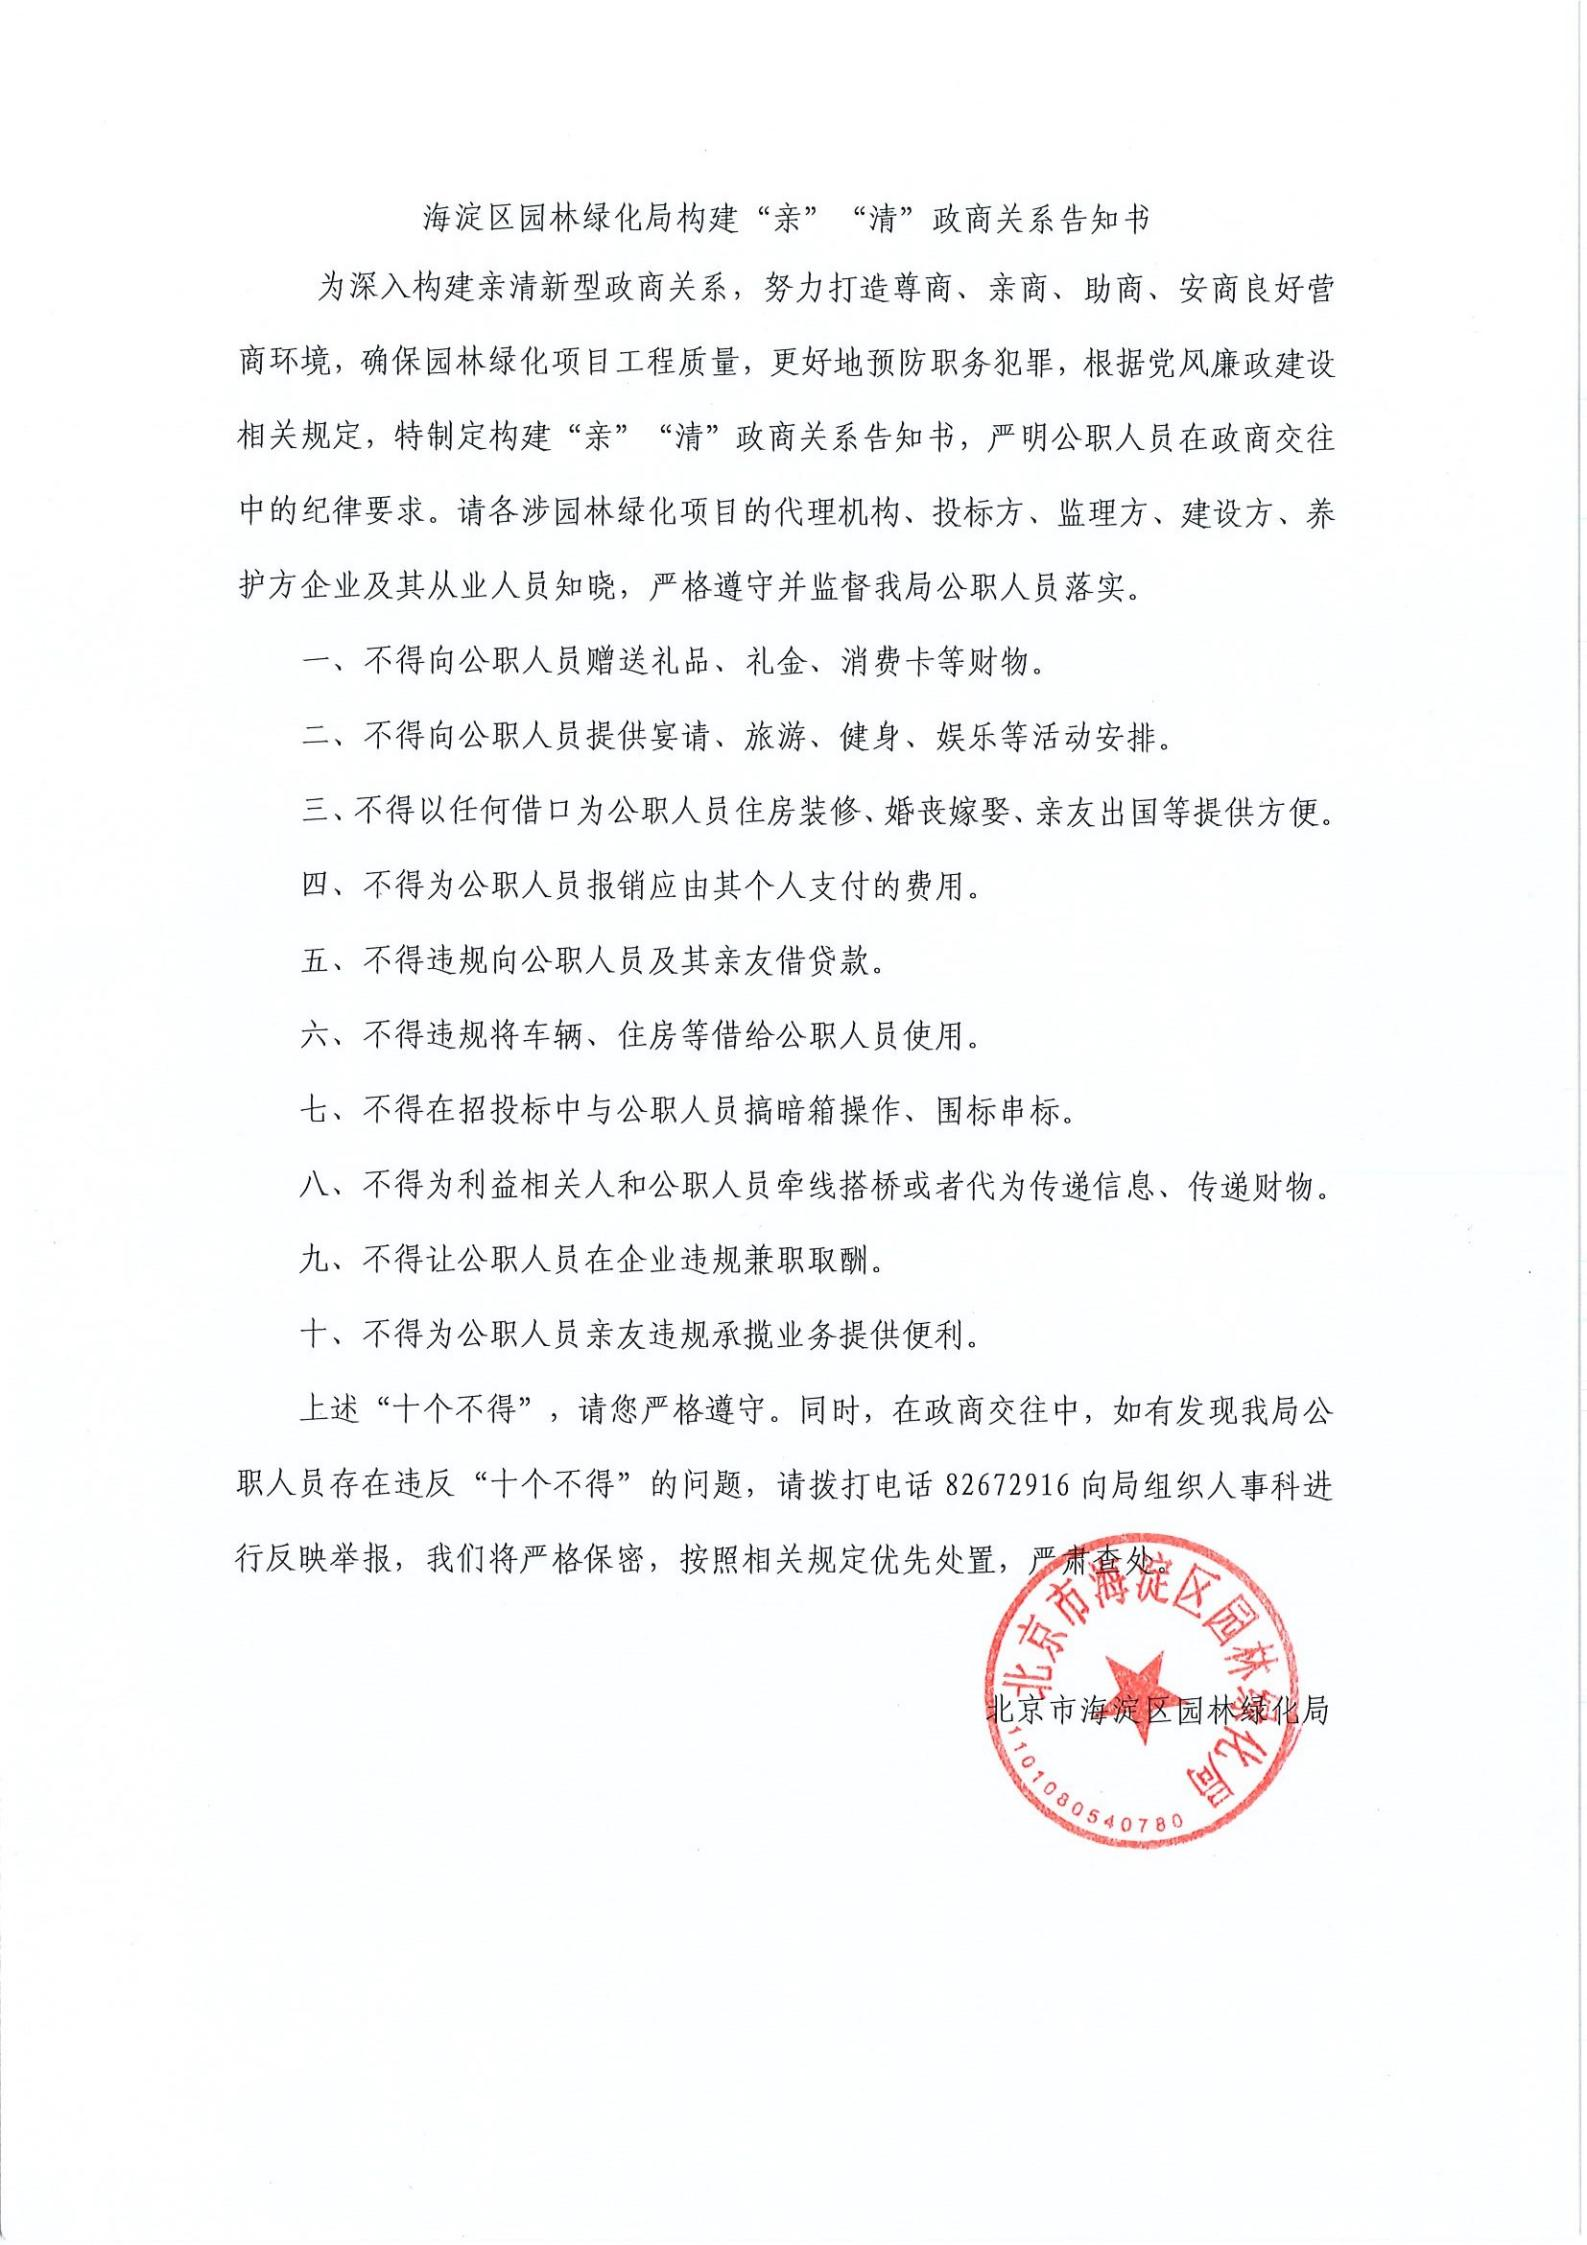 海淀区园林绿化局构建“亲”“清”政商关系告知书
为深入构建亲清新型政商关系，努力打造尊商、亲商、助商、安商良好营
商环境，确保园林绿化项目工程质量，更好地预防职务犯罪，根据党风廉政建设
相关规定，特制定构建“亲”“清”政商关系告知书，严明公职人员在政商交往
中的纪律要求。请各涉园林绿化项目的代理机构、投标方、监理方、建设方、养
护方企业及其从业人员知晓，严格遵守并监督我局公职人员落实。
一、不得向公职人员赠送礼品、礼金、消费卡等财物。
二、不得向公职人员提供宴请、旅游、健身、娱乐等活动安排。
三、不得以任何借口为公职人员住房装修、婚丧嫁娶、亲友出国等提供方便。
四、不得为公职人员报销应由其个人支付的费用。
五、不得违规向公职人员及其亲友借贷款。
六、不得违规将车辆、住房等借给公职人员使用。
七、不得在招投标中与公职人员搞暗箱操作、围标串标。
八、不得为利益相关人和公职人员牵线搭桥或者代为传递信息、传递财物。
九、不得让公职人员在企业违规兼职取酬。
十、不得为公职人员亲友违规承揽业务提供便利。
上述“十个不得”，请您严格遵守。同时，在政商交往中，如有发现我局公
职人员存在违反“十个不得”的问题，请拨打电话 82672916 向局组织人事科进
行反映举报，我们将严格保密，按照相关规定优先处置，严肃查处。
北京市海淀区园林绿化局
北京市海淀区园林绿化局
1101080540780